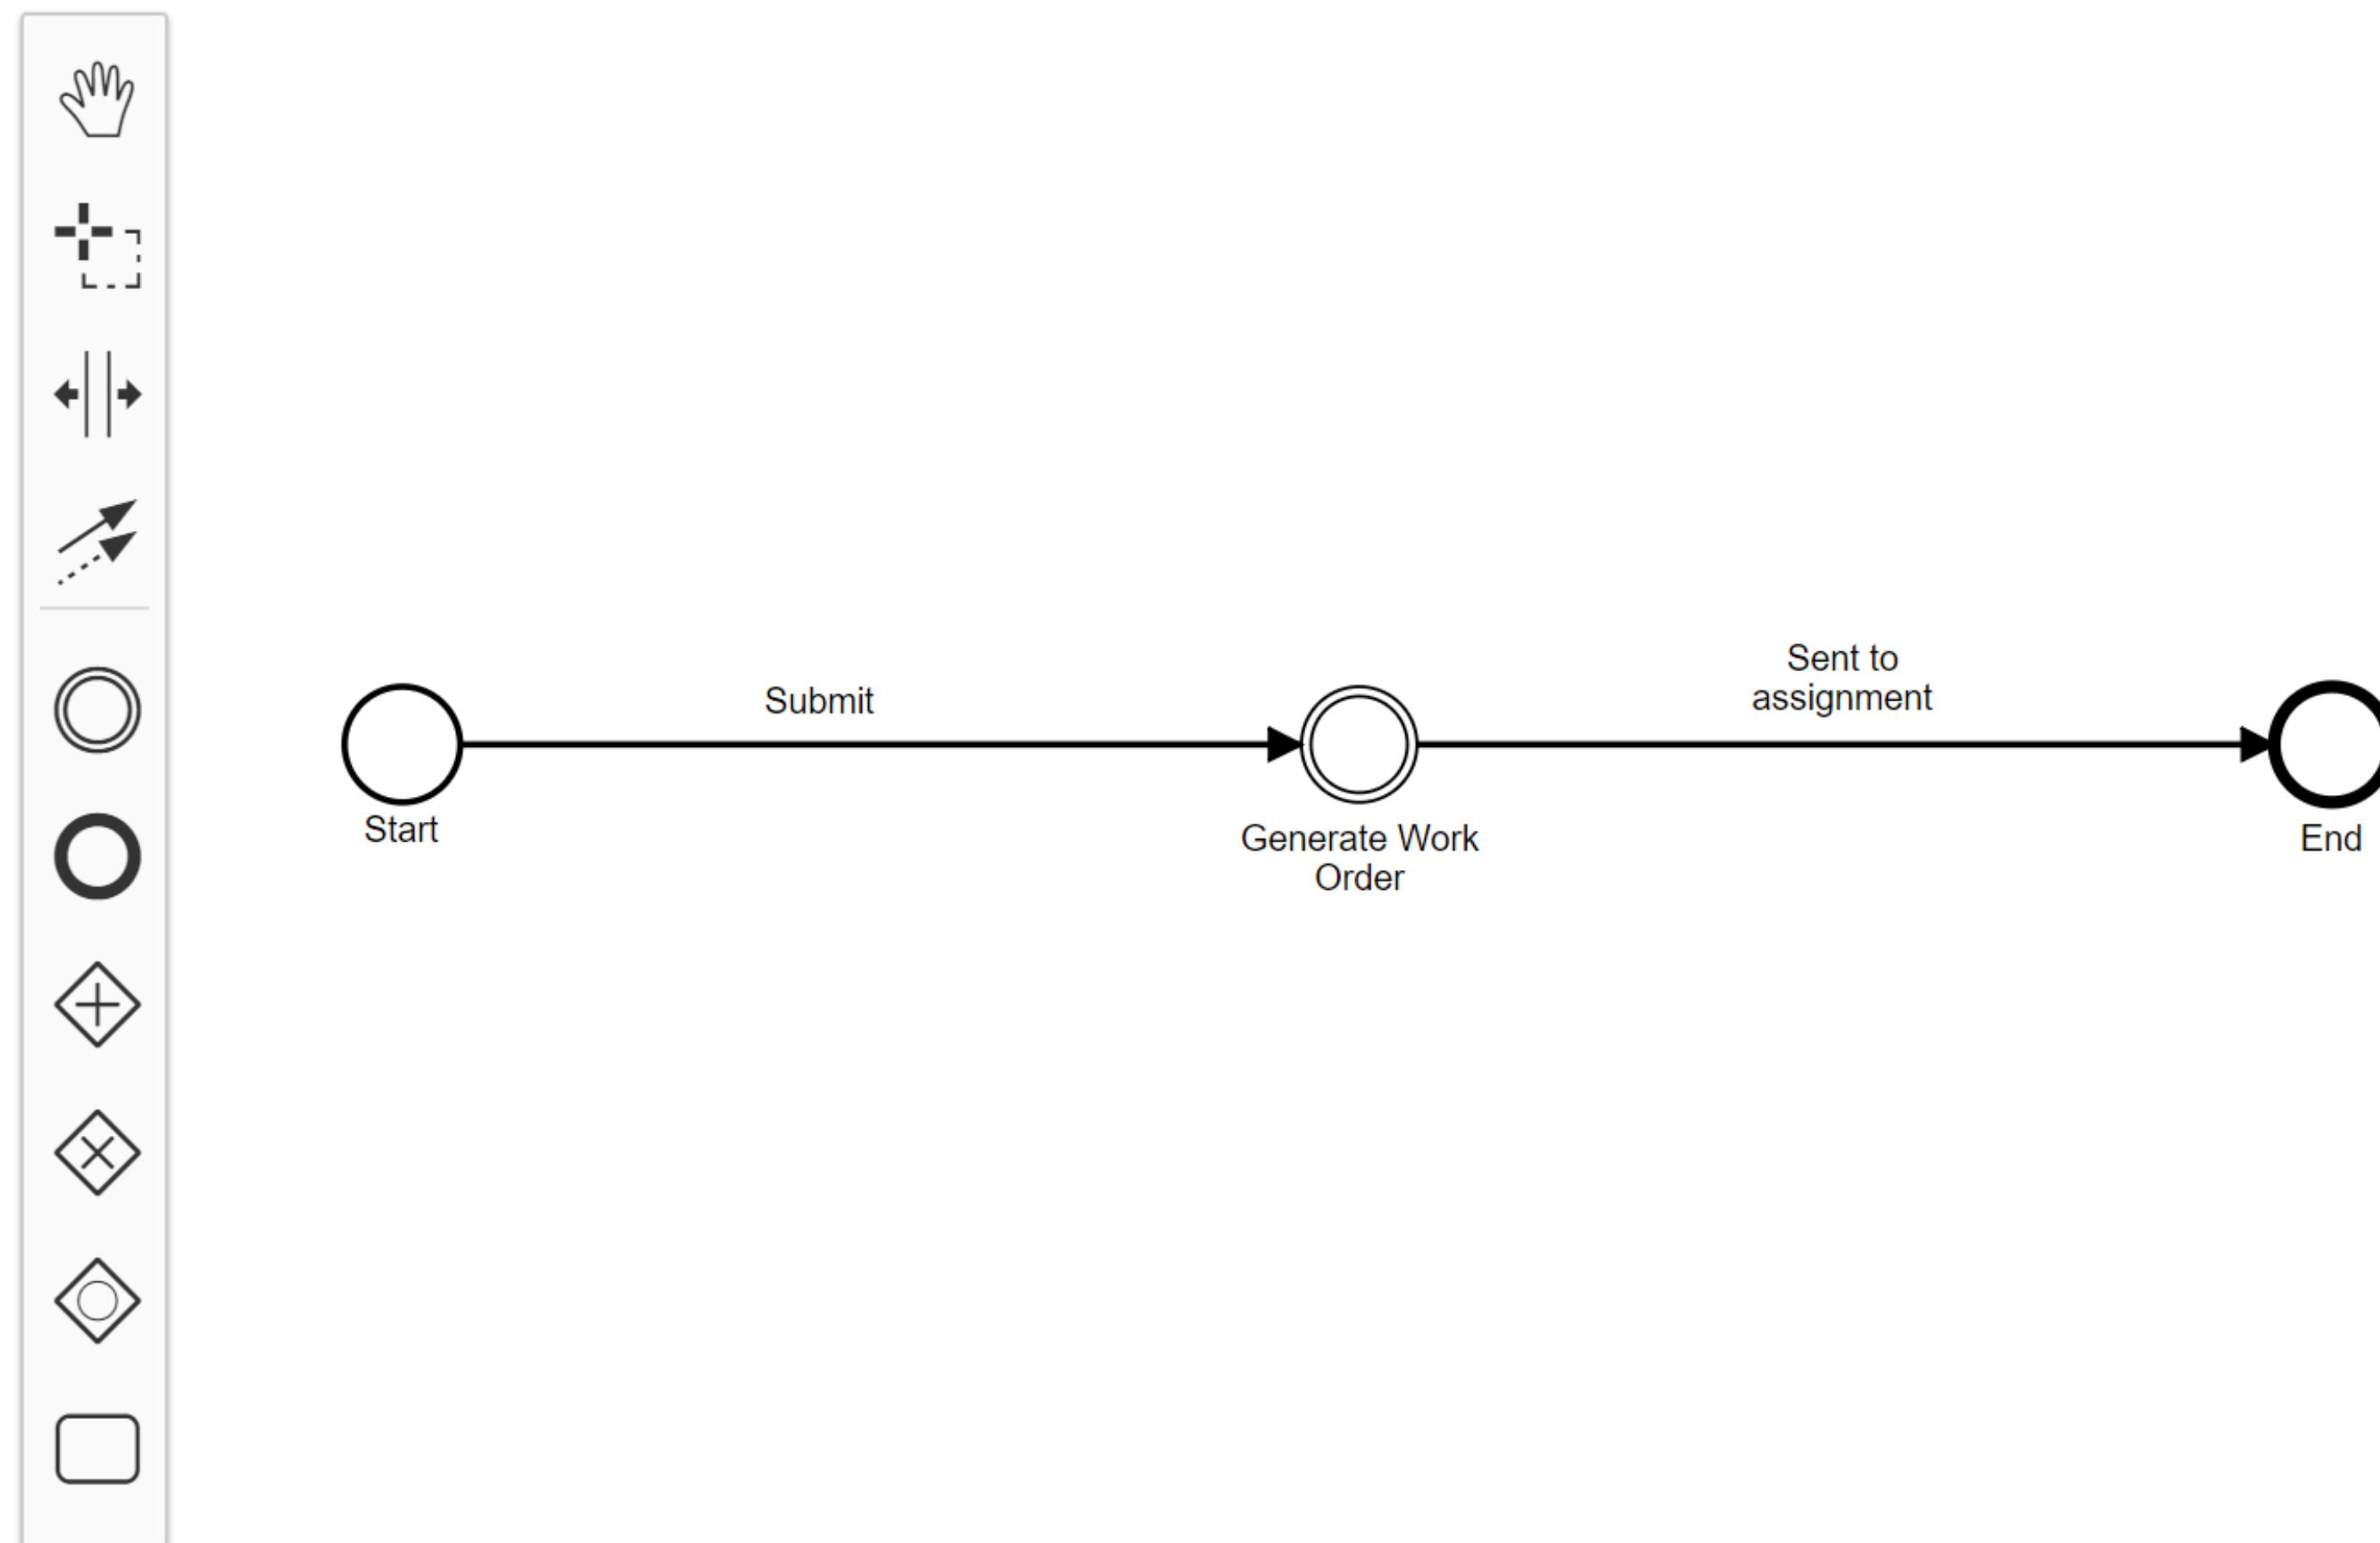 Submit
Sent to
assignment
Start
Generate Work
Order
End